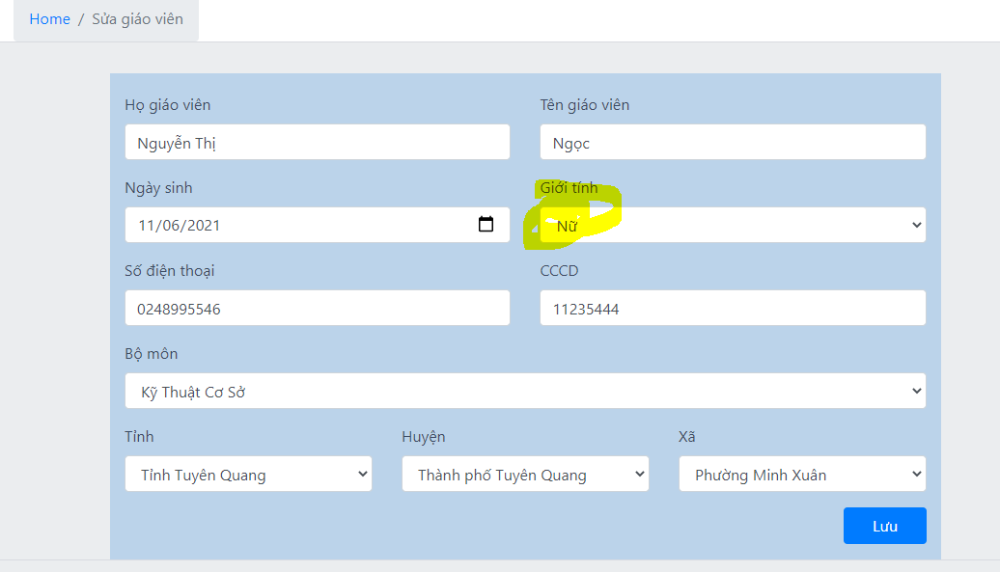 Home / Sửa giáo viên
Họ giáo viên
Tên giáo viên
Nguyễn Thị
Ngọc
Ngày sinh
Giới tính
11/06/2021
Nữ
Số điện thoại
CCCD
0248995546
11235444
Bộ môn
Kỹ Thuật Cơ Sở
Tỉnh
Huyện
Xã
Tỉnh Tuyên Quang
Thành phố Tuyên Quang
Phường Minh Xuân
Lưu